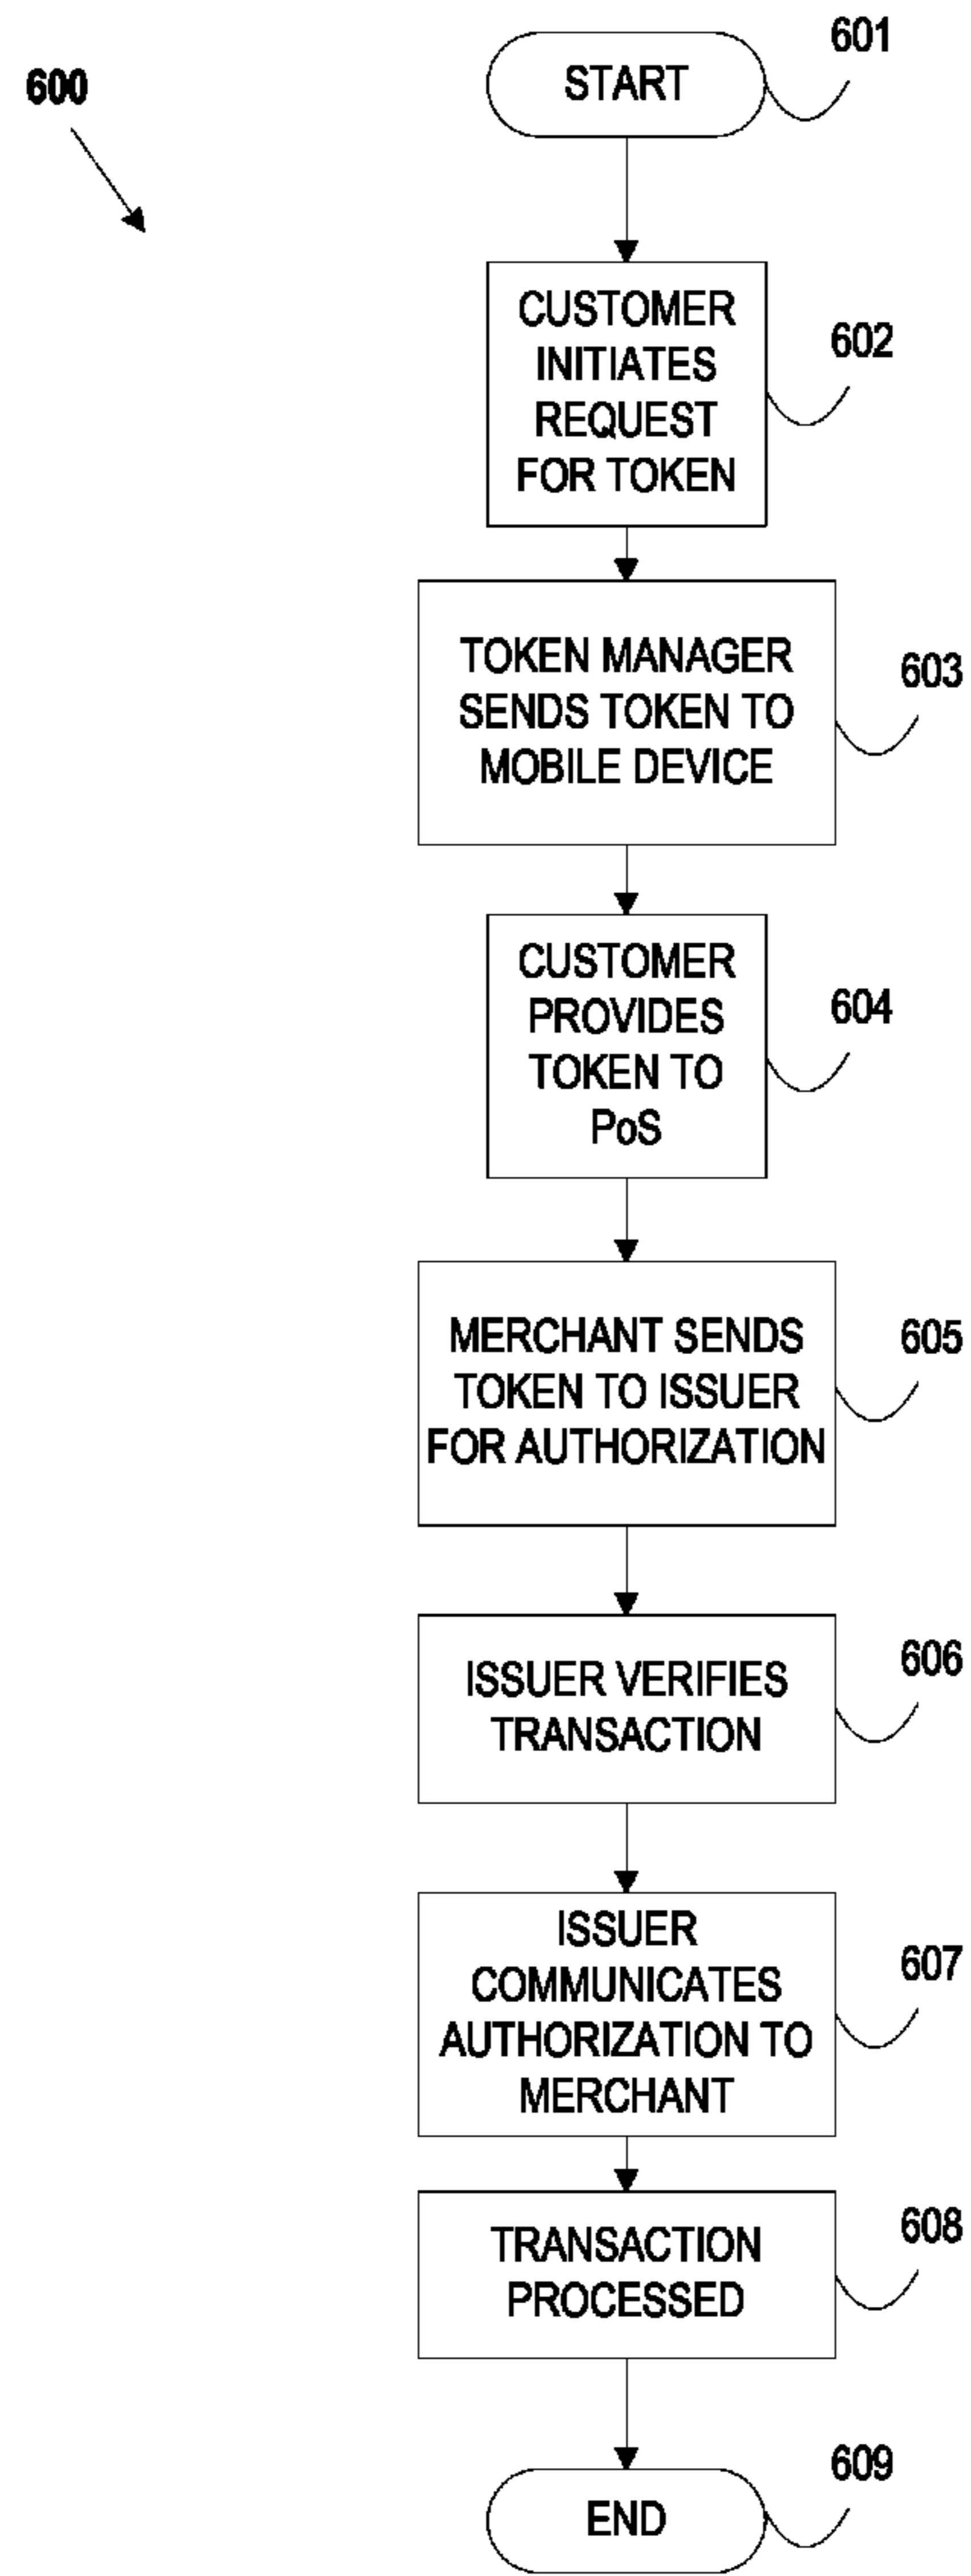 600
START
601
CUSTOMER
INITIATES
REQUEST
FOR TOKEN
602
TOKEN MANAGER
SENDS TOKEN TO
MOBILE DEVICE
603
CUSTOMER
PROVIDES
TOKEN TO
PoS
604
MERCHANT SENDS
TOKEN TO ISSUER
FOR AUTHORIZATION
605
ISSUER VERIFIES
TRANSACTION
606
ISSUER
COMMUNICATES
AUTHORIZATION TO
MERCHANT
607
TRANSACTION
PROCESSED
608
END
609